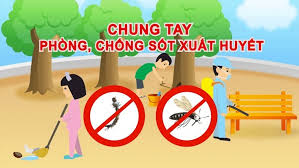 CHUNG TAY
PHÒNG, CHỐNG SỐT XUẤT HUYẾT